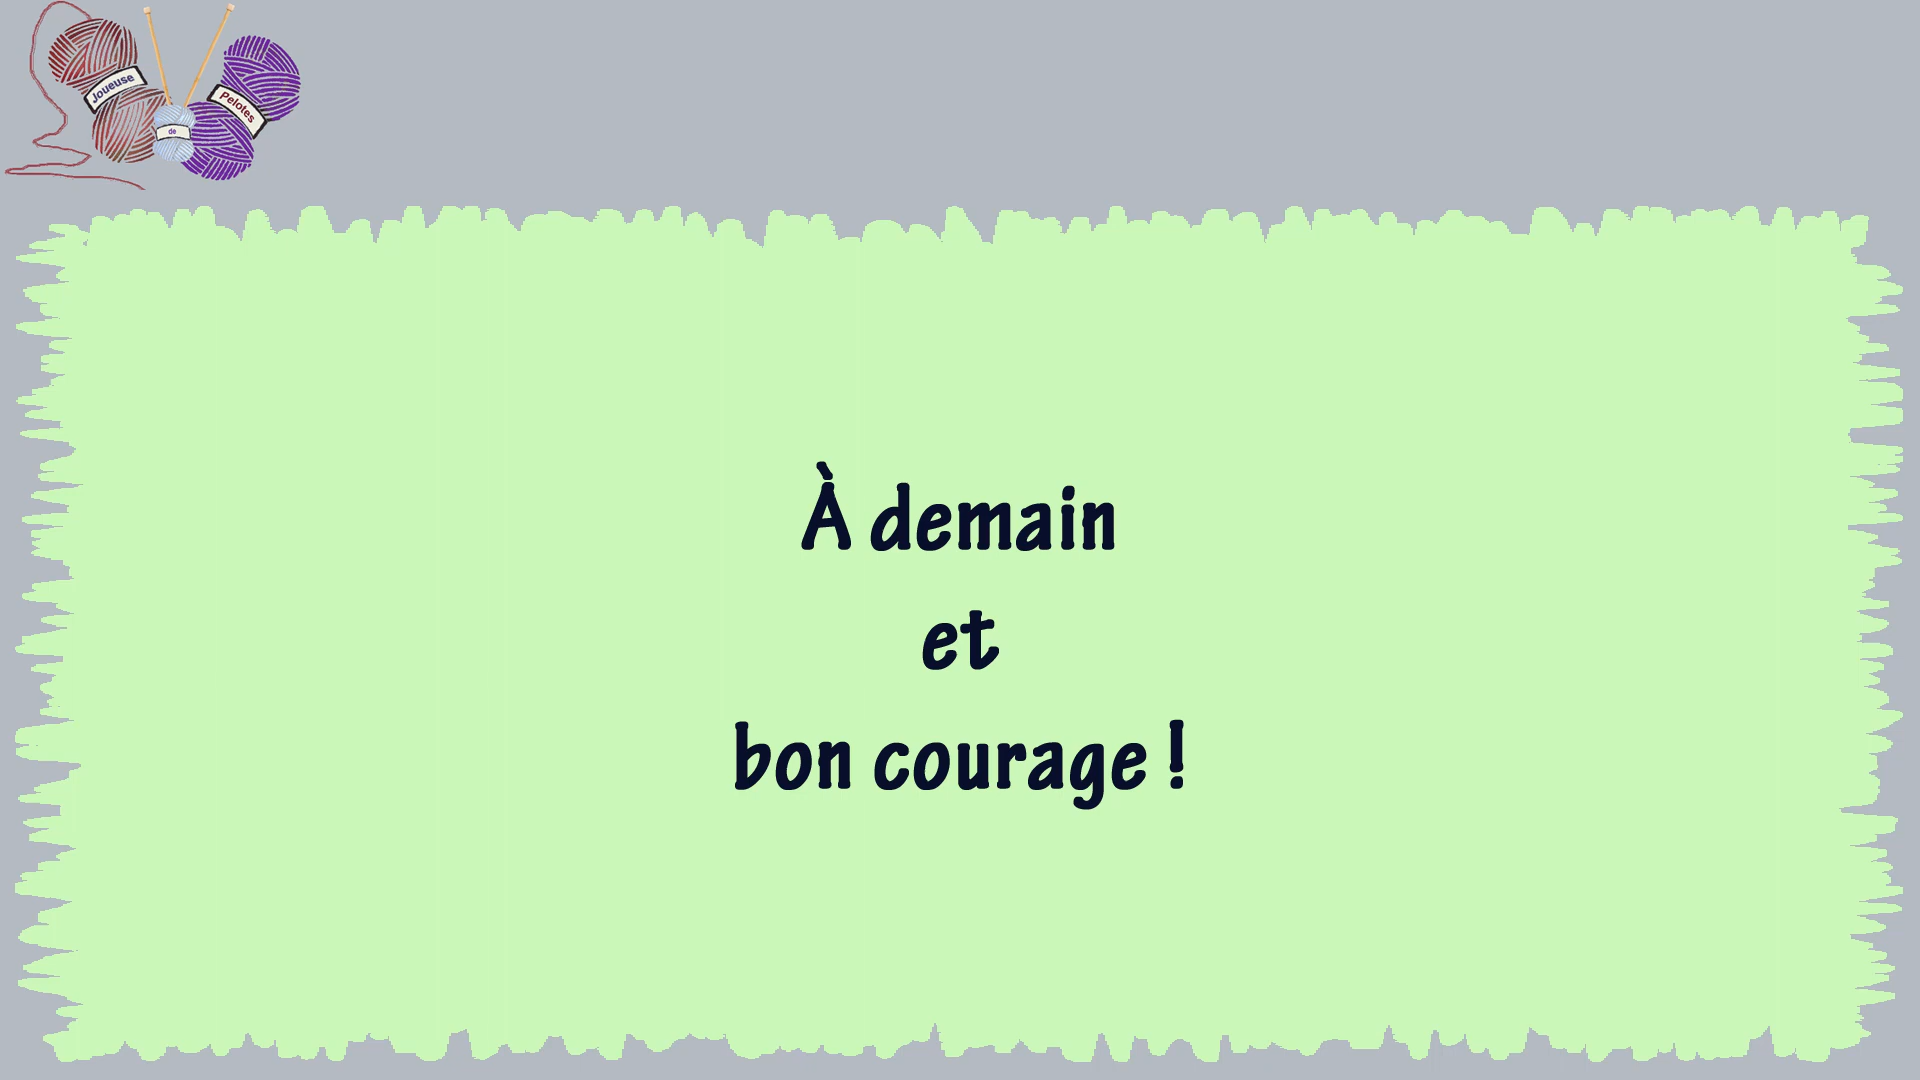 Joueuse
de
Pelotes
À demain
et
bon courage !